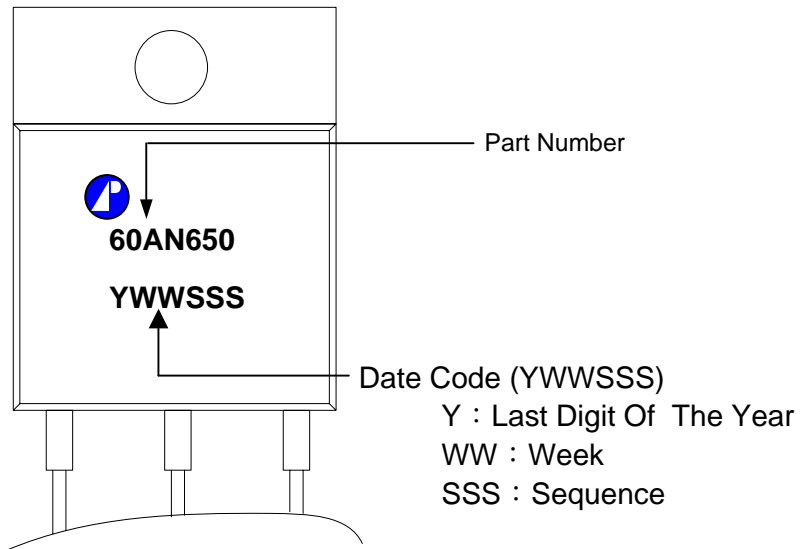 Part Number
60AN650
YWWSSS
Date Code (YWWSSS)
Y：Last Digit Of The Year
WW：Week
SSS：Sequence